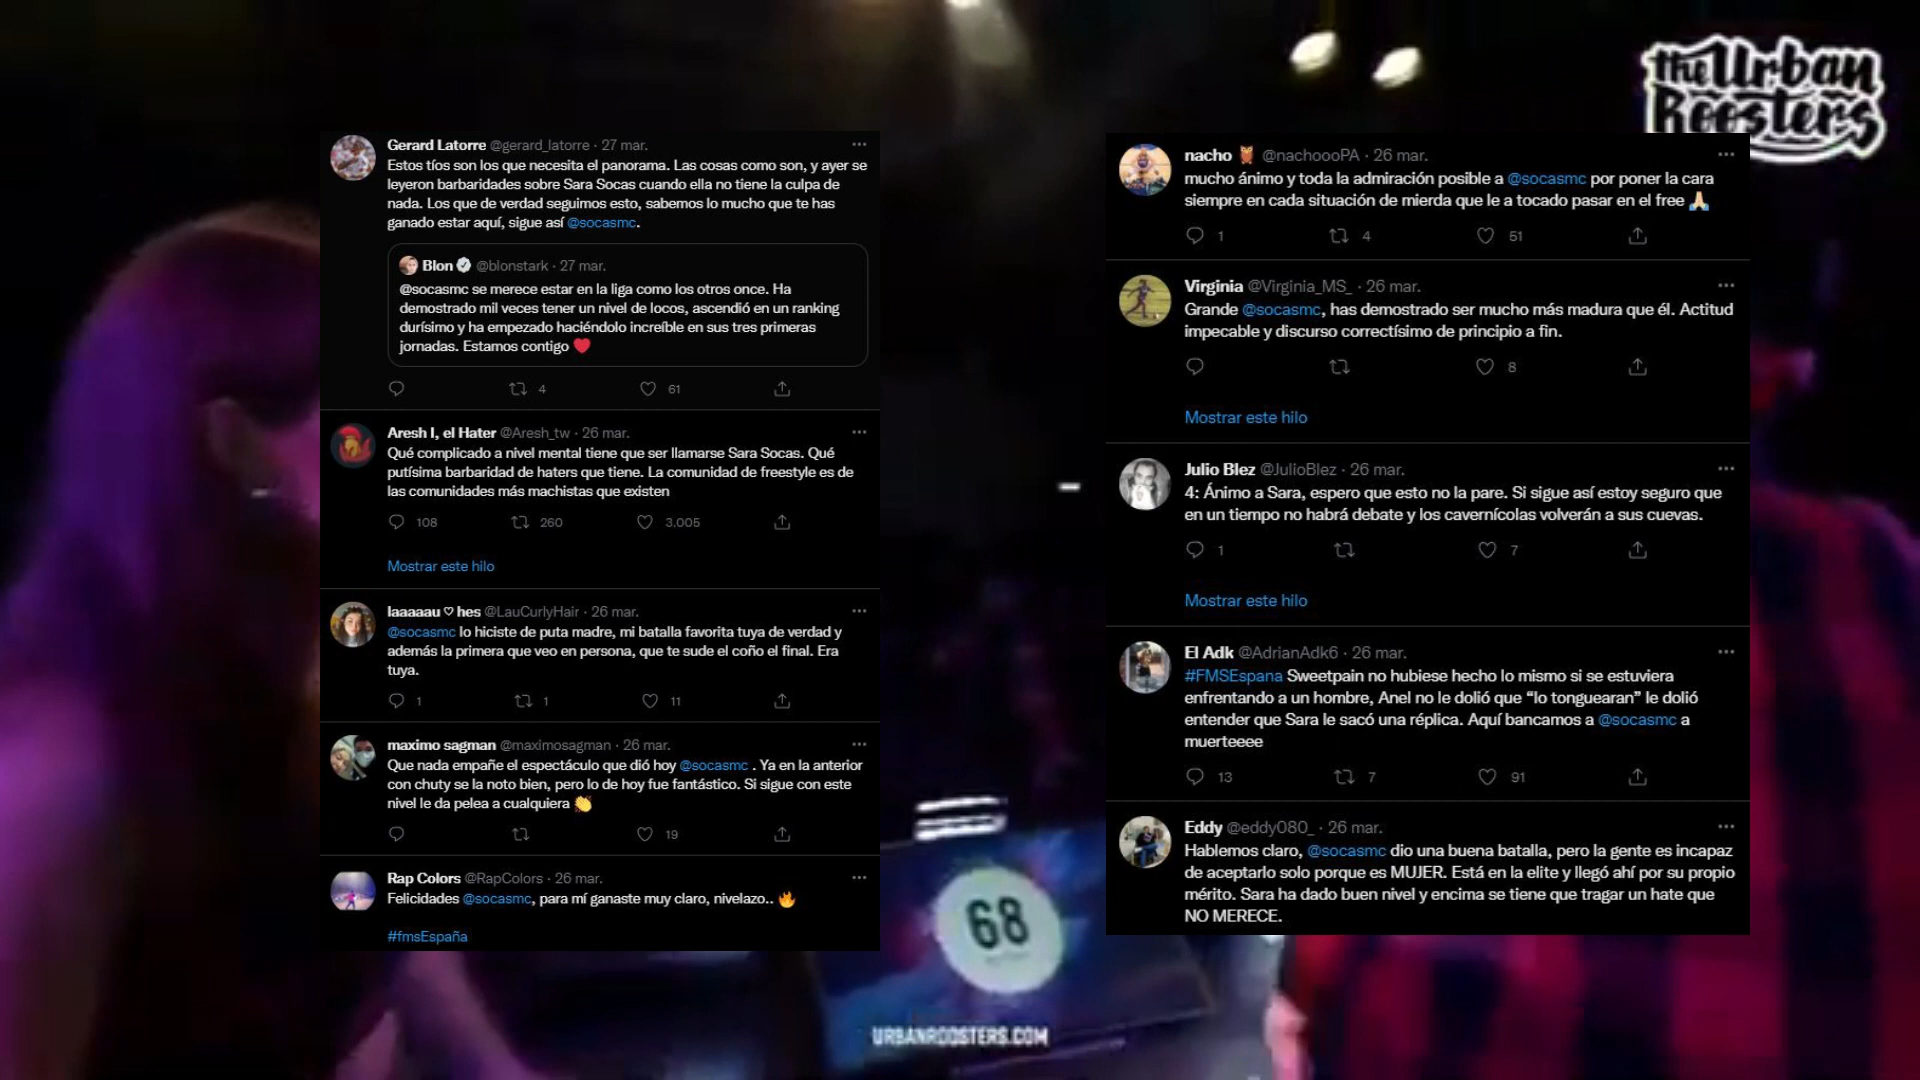 the Urban
Roosters
Gerard Latorre @gerard_latorre · 27 mar.
Estos tíos son los que necesita el panorama. Las cosas como son, y ayer se
leyeron barbaridades sobre Sara Socas cuando ella no tiene la culpa de
nada. Los que de verdad seguimos esto, sabemos lo mucho que te has
ganado estar aquí, sigue así @socasmc.
Blon @blonstark · 27 mar.
@socasmc se merece estar en la liga como los otros once. Ha
demostrado mil veces tener un nivel de locos, ascendió en un ranking
durísimo y ha empezado haciéndolo increíble en sus tres primeras
jornadas. Estamos contigo ❤️
4 61
Aresh I, el Hater @Aresh_tw · 26 mar.
Qué complicado a nivel mental tiene que ser llamarse Sara Socas. Qué
putísima barbaridad de haters que tiene. La comunidad de freestyle es de
las comunidades más machistas que existen
108 260 3.005
Mostrar este hilo
laaaaau ♡ hes @LauCurlyHair · 26 mar.
@socasmc lo hiciste de puta madre, mi batalla favorita tuya de verdad y
además la primera que veo en persona, que te sude el coño el final. Era
tuya.
1 1 11
maximo sagman @maximosagman · 26 mar.
Que nada empañe el espectáculo que dió hoy @socasmc . Ya en la anterior
con chuty se la noto bien, pero lo de hoy fue fantástico. Si sigue con este
nivel le da pelea a cualquiera 👏
19
Rap Colors @RapColors · 26 mar.
Felicidades @socasmc, para mí ganaste muy claro, nivelazo.. 🔥
#fmsEspaña
nacho 🦉 @nachoooPA · 26 mar.
mucho ánimo y toda la admiración posible a @socasmc por poner la cara
siempre en cada situación de mierda que le a tocado pasar en el free 🙏🏻
1 4 51
Virginia @Virginia_MS_ · 26 mar.
Grande @socasmc, has demostrado ser mucho más madura que él. Actitud
impecable y discurso correctísimo de principio a fin.
8
Mostrar este hilo
Julio Blez @JulioBlez · 26 mar.
4: Ánimo a Sara, espero que esto no la pare. Si sigue así estoy seguro que
en un tiempo no habrá debate y los cavernícolas volverán a sus cuevas.
1 7
Mostrar este hilo
El Adk @AdrianAdk6 · 26 mar.
#FMSEspana Sweetpain no hubiese hecho lo mismo si se estuviera
enfrentando a un hombre, Anel no le dolió que “lo tonguearan” le dolió
entender que Sara le sacó una réplica. Aquí bancamos a @socasmc a
muerteeee
13 7 91
Eddy @eddy080_ · 26 mar.
Hablemos claro, @socasmc dio una buena batalla, pero la gente es incapaz
de aceptarlo solo porque es MUJER. Está en la elite y llegó ahí por su propio
mérito. Sara ha dado buen nivel y encima se tiene que tragar un hate que
NO MERECE.
68
URBANROOSTERS.COM